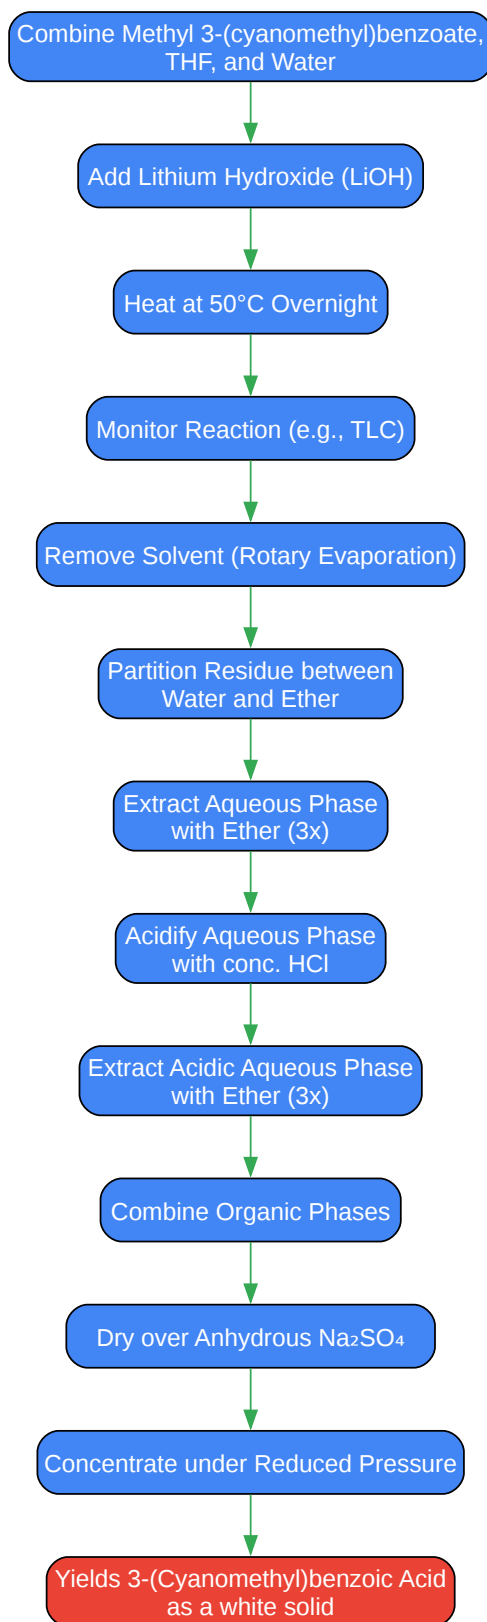 Combine Methyl 3-(cyanomethyl)benzoate,
THF, and Water
Add Lithium Hydroxide (LiOH)
Heat at 50°C Overnight
Monitor Reaction (e.g., TLC)
Remove Solvent (Rotary Evaporation)
Partition Residue between
Water and Ether
Extract Aqueous Phase
with Ether (3x)
Acidify Aqueous Phase
with conc. HCl
Extract Acidic Aqueous Phase
with Ether (3x)
Combine Organic Phases
Dry over Anhydrous Na₂SO₄
Concentrate under Reduced Pressure
Yields 3-(Cyanomethyl)benzoic Acid
as a white solid